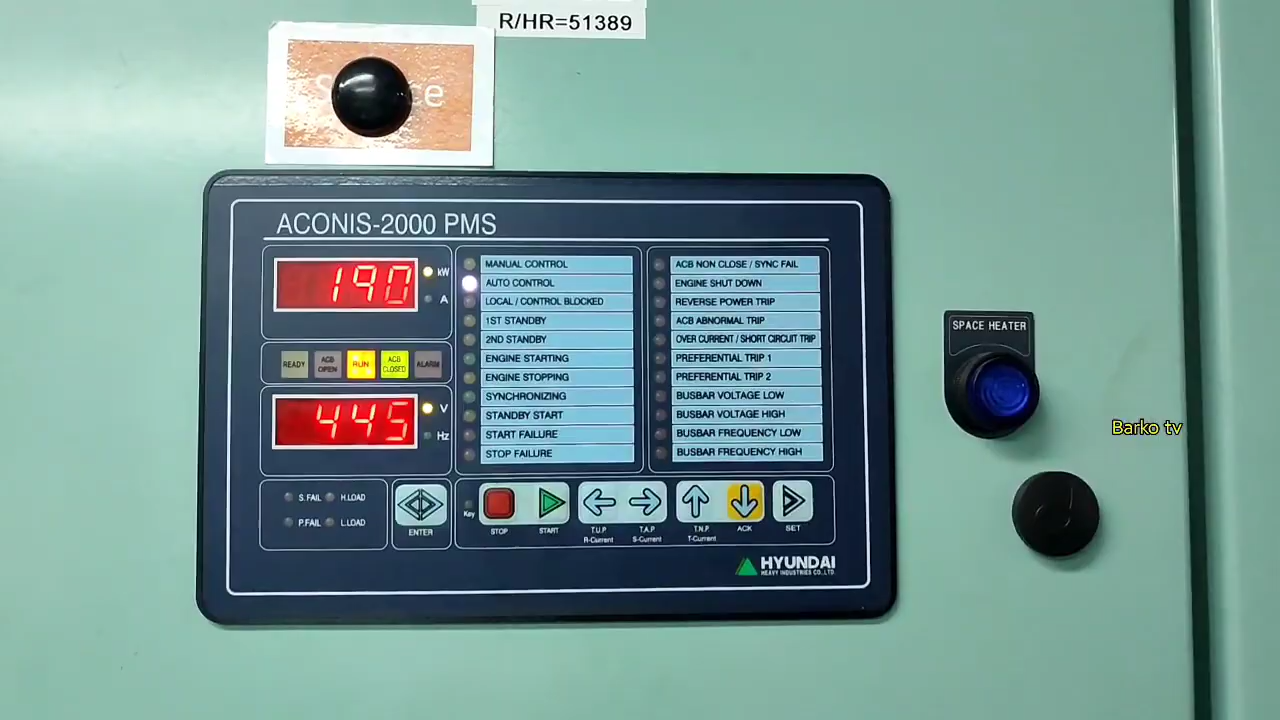 R/HR=51389
ACONIS-2000 PMS
190
kW
A
READY
ACB OPEN
RUN
ACB CLOSED
ALARM
445
V
Hz
S.FAIL
H.LOAD
P.FAIL
L.LOAD
ENTER
MANUAL CONTROL
AUTO CONTROL
LOCAL / CONTROL BLOCKED
1ST STANDBY
2ND STANDBY
ENGINE STARTING
ENGINE STOPPING
SYNCHRONIZING
STANDBY START
START FAILURE
STOP FAILURE
ACB NON CLOSE / SYNC FAIL
ENGINE SHUT DOWN
REVERSE POWER TRIP
ACB ABNORMAL TRIP
OVER CURRENT / SHORT CIRCUIT TRIP
PREFERENTIAL TRIP 1
PREFERENTIAL TRIP 2
BUSBAR VOLTAGE LOW
BUSBAR VOLTAGE HIGH
BUSBAR FREQUENCY LOW
BUSBAR FREQUENCY HIGH
Key
STOP
START
T.U.P
R-Current
T.A.P
S-Current
T.N.P
T-Current
ACK
SET
HYUNDAI
HEAVY INDUSTRIES CO.,LTD.
SPACE HEATER
Barko tv